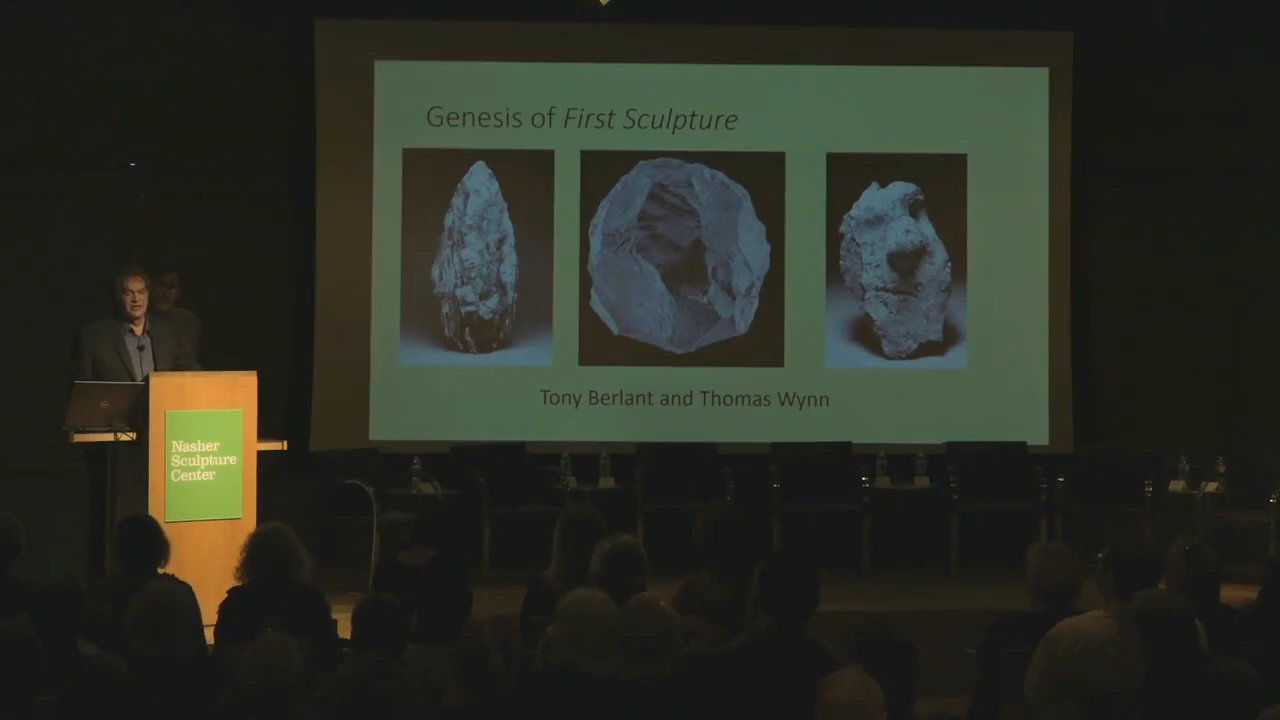 Genesis of First Sculpture
Tony Berlant and Thomas Wynn
Nasher
Sculpture
Center